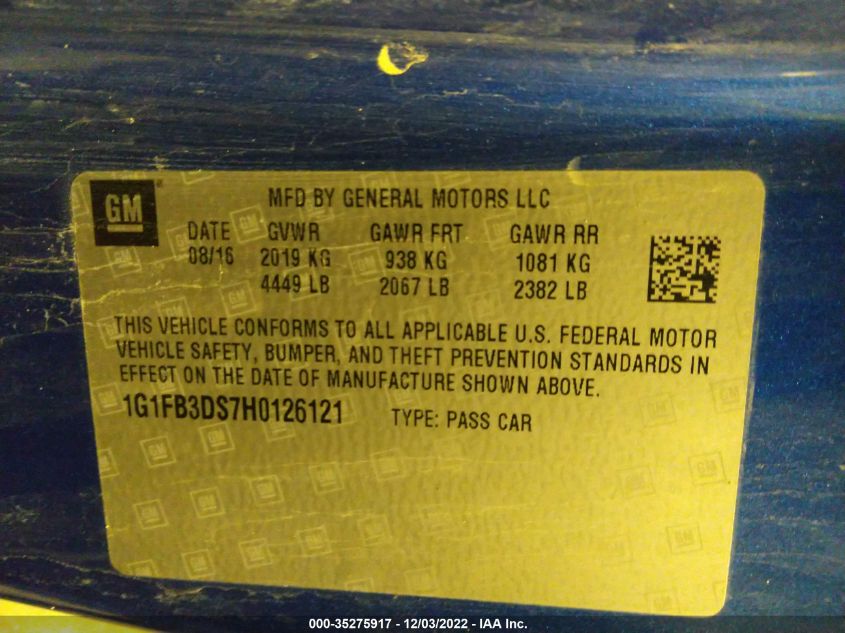 GM
MFD BY GENERAL MOTORS LLC
DATE GVWR GAWR FRT GAWR RR
08/16 2019 KG 938 KG 1081 KG
4449 LB 2067 LB 2382 LB
THIS VEHICLE CONFORMS TO ALL APPLICABLE U.S. FEDERAL MOTOR
VEHICLE SAFETY, BUMPER, AND THEFT PREVENTION STANDARDS IN
EFFECT ON THE DATE OF MANUFACTURE SHOWN ABOVE.
1G1FB3DS7H0126121 TYPE: PASS CAR
000-35275917 - 12/03/2022 - IAA Inc.